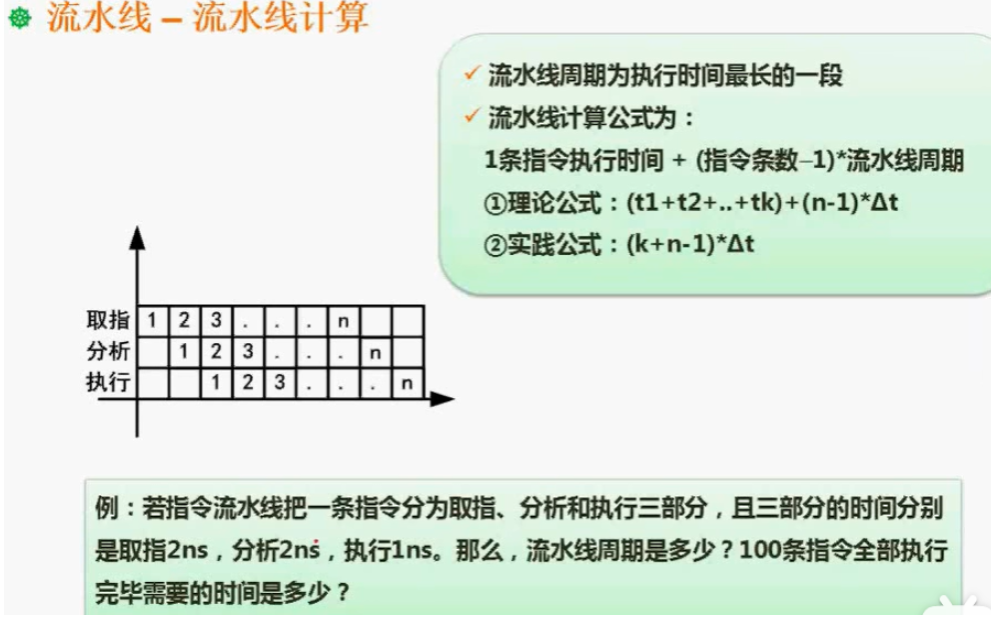 流水线 – 流水线计算
✓ 流水线周期为执行时间最长的一段
✓ 流水线计算公式为：
1条指令执行时间 + (指令条数–1)*流水线周期
①理论公式：(t1+t2+..+tk)+(n-1)*Δt
②实践公式：(k+n-1)*Δt
取指 1 2 3 . . . n
分析 1 2 3 . . . n
执行 1 2 3 . . . n
例：若指令流水线把一条指令分为取指、分析和执行三部分，且三部分的时间分别
是取指2ns，分析2ns，执行1ns。那么，流水线周期是多少？100条指令全部执行
完毕需要的时间是多少？